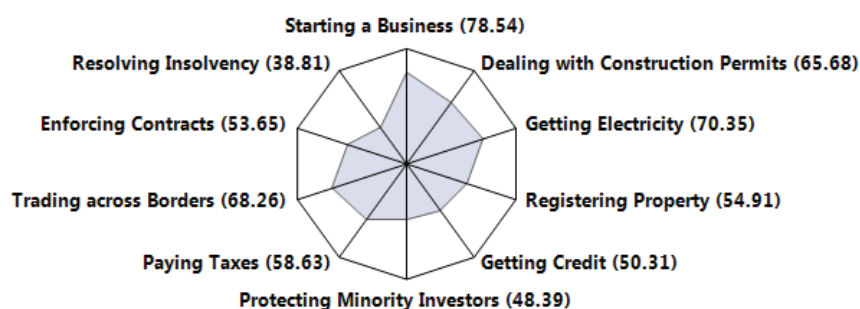 Starting a Business (78.54)
Resolving Insolvency (38.81)
Dealing with Construction Permits (65.68)
Enforcing Contracts (53.65)
Getting Electricity (70.35)
Trading across Borders (68.26)
Registering Property (54.91)
Paying Taxes (58.63)
Getting Credit (50.31)
Protecting Minority Investors (48.39)